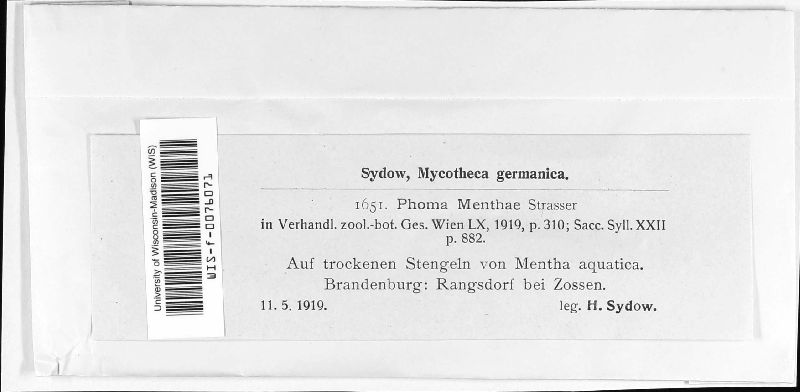 Sydow, Mycotheca germanica.
1651. Phoma Menthae Strasser
in Verhandl. zool.-bot. Ges. Wien LX, 1919, p. 310; Sacc. Syll. XXII
p. 882.
Auf trockenen Stengeln von Mentha aquatica.
Brandenburg: Rangsdorf bei Zossen.
11. 5. 1919. leg. H. Sydow.
University of Wisconsin-Madison (WIS)
WIS-f-0076071